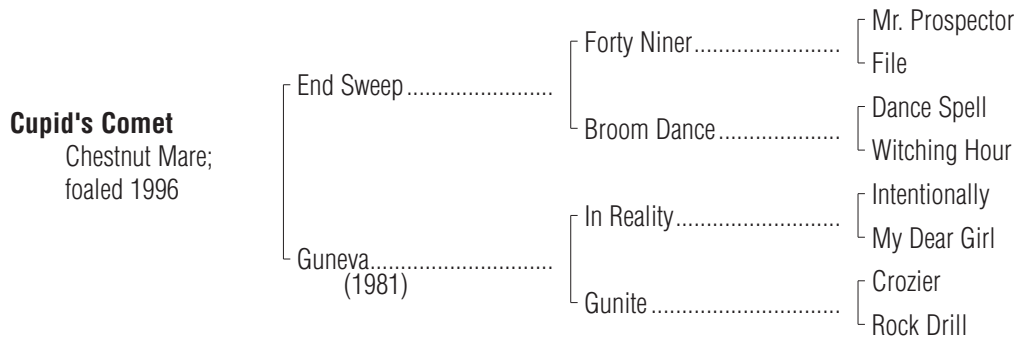 Cupid's Comet
Chestnut Mare;
foaled 1996
End Sweep
Guneva
(1981)
Forty Niner
Broom Dance
In Reality
Gunite
Mr. Prospector
File
Dance Spell
Witching Hour
Intentionally
My Dear Girl
Crozier
Rock Drill